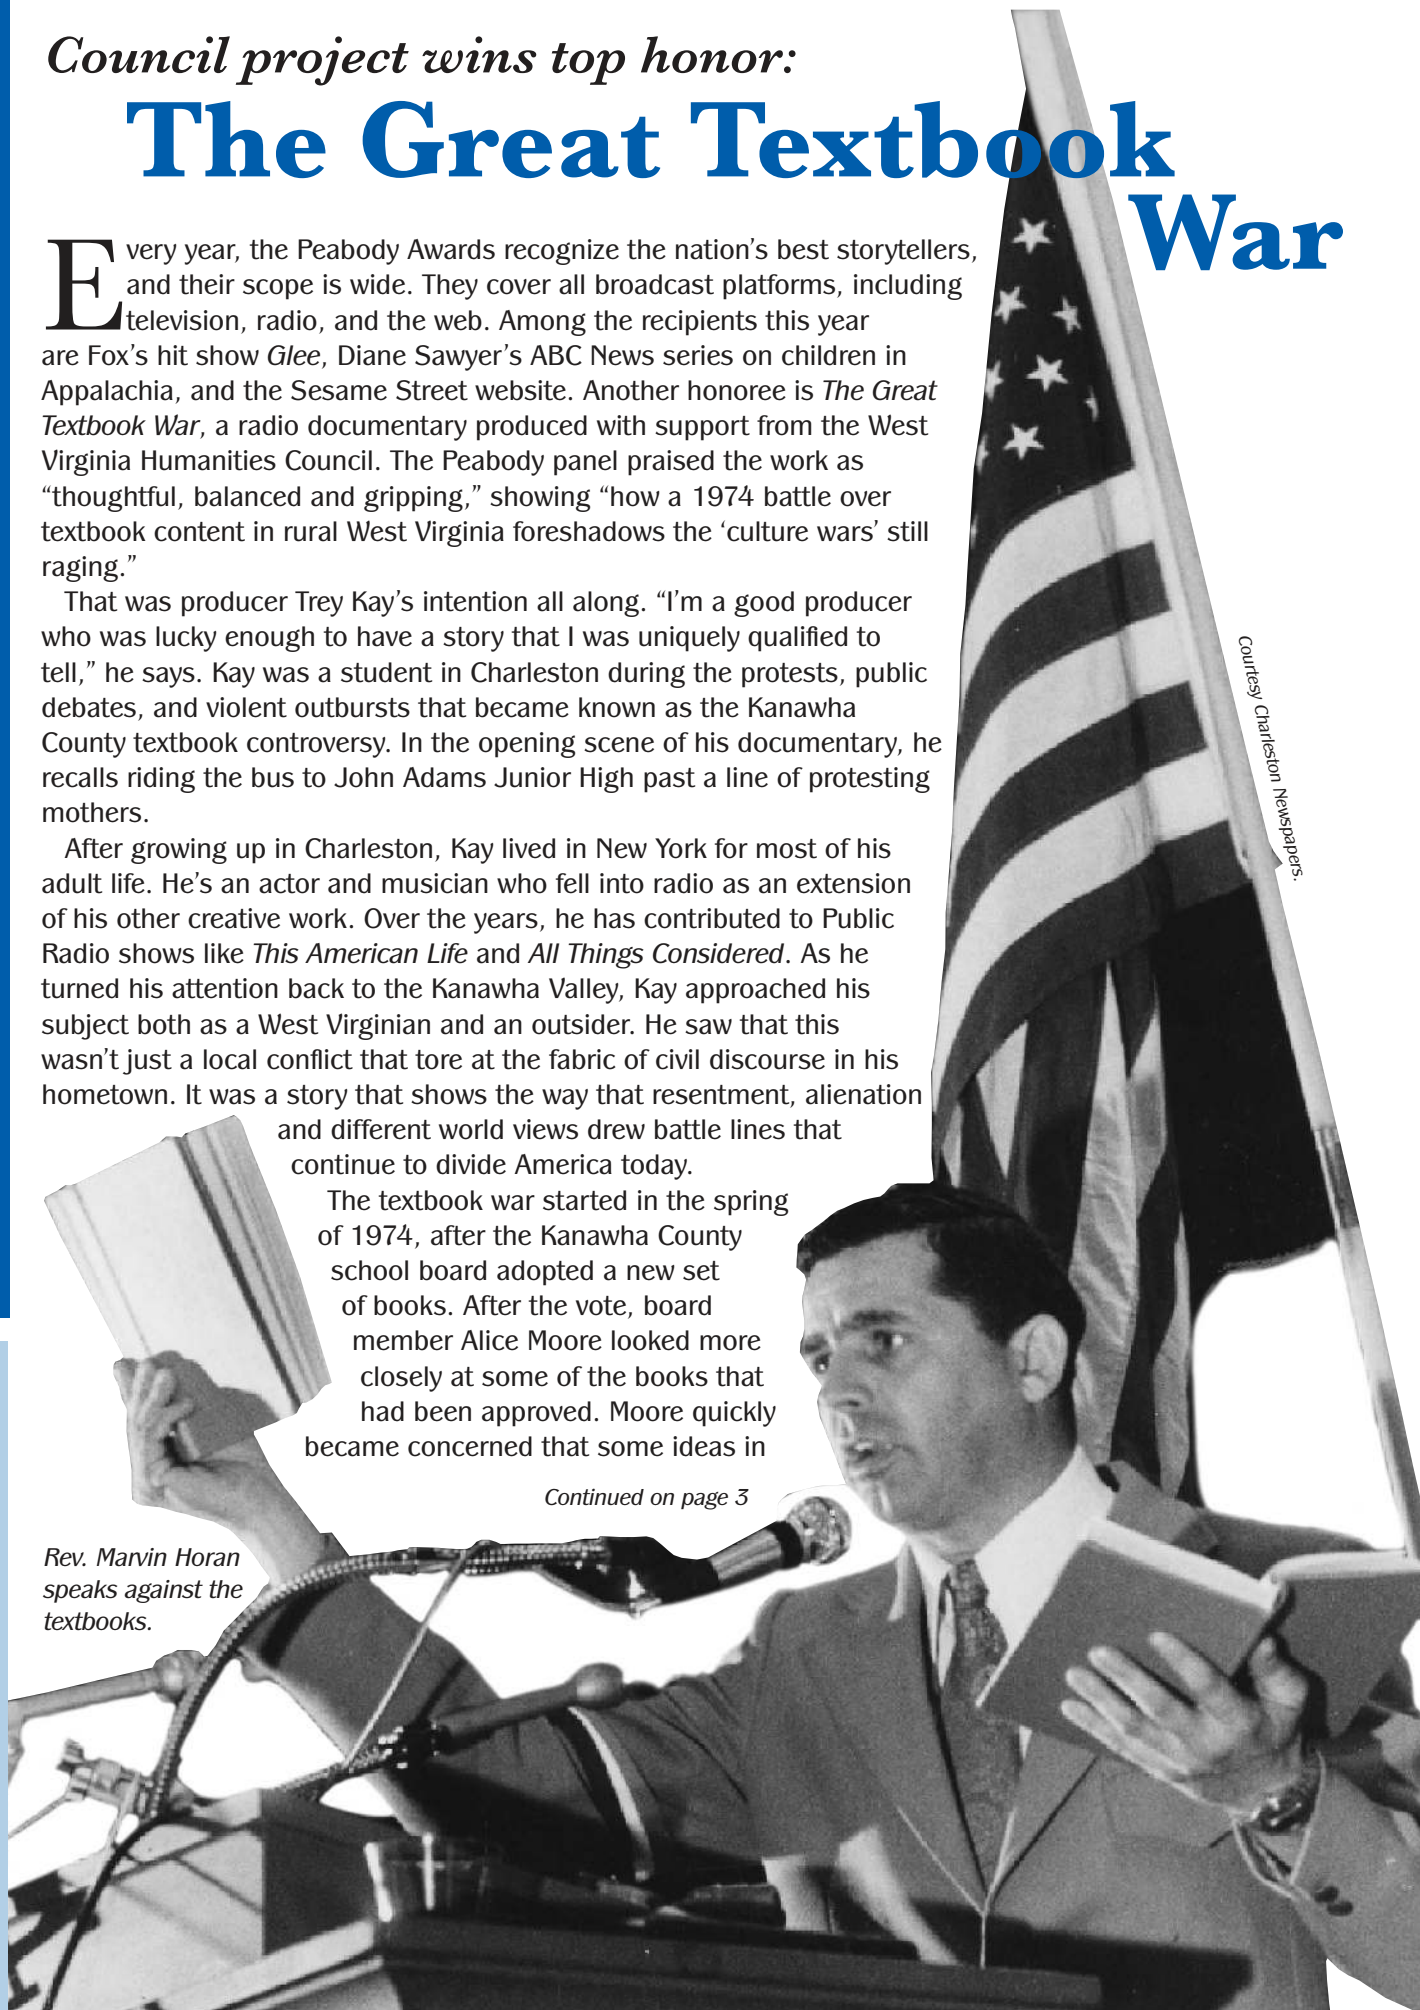 Council project wins top honor:
The Great Textbook
War
Every year, the Peabody Awards recognize the nation’s best storytellers,
and their scope is wide. They cover all broadcast platforms, including
television, radio, and the web. Among the recipients this year
are Fox’s hit show Glee, Diane Sawyer’s ABC News series on children in
Appalachia, and the Sesame Street website. Another honoree is The Great
Textbook War, a radio documentary produced with support from the West
Virginia Humanities Council. The Peabody panel praised the work as
“thoughtful, balanced and gripping,” showing “how a 1974 battle over
textbook content in rural West Virginia foreshadows the ‘culture wars’ still
raging.”
That was producer Trey Kay’s intention all along. “I’m a good producer
who was lucky enough to have a story that I was uniquely qualified to
tell,” he says. Kay was a student in Charleston during the protests, public
debates, and violent outbursts that became known as the Kanawha
County textbook controversy. In the opening scene of his documentary, he
recalls riding the bus to John Adams Junior High past a line of protesting
mothers.
After growing up in Charleston, Kay lived in New York for most of his
adult life. He’s an actor and musician who fell into radio as an extension
of his other creative work. Over the years, he has contributed to Public
Radio shows like This American Life and All Things Considered. As he
turned his attention back to the Kanawha Valley, Kay approached his
subject both as a West Virginian and an outsider. He saw that this
wasn’t just a local conflict that tore at the fabric of civil discourse in his
hometown. It was a story that shows the way that resentment, alienation
and different world views drew battle lines that
continue to divide America today.
The textbook war started in the spring
of 1974, after the Kanawha County
school board adopted a new set
of books. After the vote, board
member Alice Moore looked more
closely at some of the books that
had been approved. Moore quickly
became concerned that some ideas in
Continued on page 3
Rev. Marvin Horan
speaks against the
textbooks.
Courtesy Charleston Newspapers.